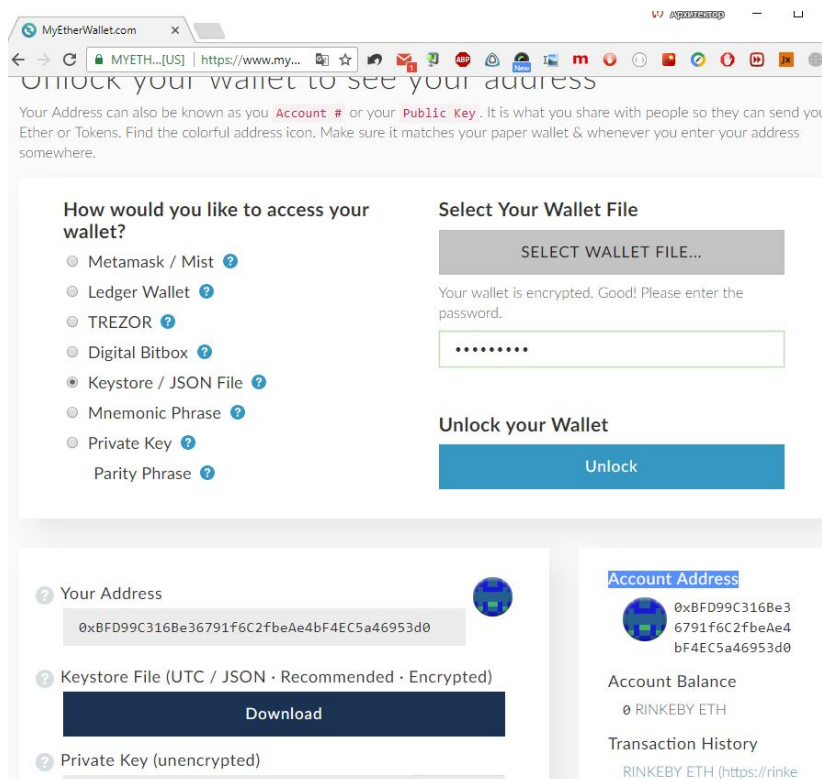 Архитектор
MyEtherWallet.com
MYETH...[US] https://www.my...
1
ABP
New
m
Jx
Unlock your wallet to see your address
Your Address can also be known as you Account # or your Public Key. It is what you share with people so they can send you
Ether or Tokens. Find the colorful address icon. Make sure it matches your paper wallet & whenever you enter your address
somewhere.
How would you like to access your
wallet?
Metamask / Mist ?
Ledger Wallet ?
TREZOR ?
Digital Bitbox ?
Keystore / JSON File ?
Mnemonic Phrase ?
Private Key ?
Parity Phrase ?
Select Your Wallet File
SELECT WALLET FILE...
Your wallet is encrypted. Good! Please enter the
password.
•••••••••
Unlock your Wallet
Unlock
? Your Address
0xBFD99C316Be36791f6C2fbeAe4bF4EC5a46953d0
? Keystore File (UTC / JSON · Recommended · Encrypted)
Download
? Private Key (unencrypted)
Account Address
0xBFD99C316Be3
6791f6C2fbeAe4
bF4EC5a46953d0
Account Balance
0 RINKEBY ETH
Transaction History
RINKEBY ETH (https://rinke